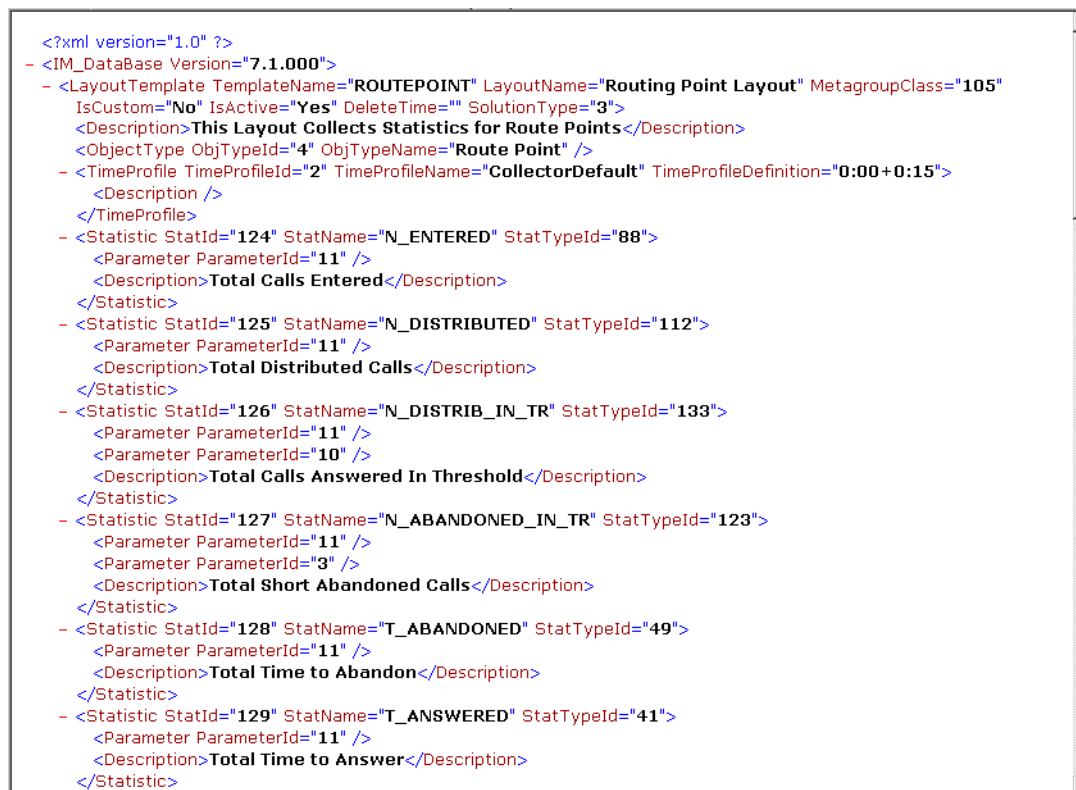 <?xml version="1.0" ?>
- <IM_DataBase Version="7.1.000">
- <LayoutTemplate TemplateName="ROUTEPOINT" LayoutName="Routing Point Layout" MetagroupClass="105"
IsCustom="No" IsActive="Yes" DeleteTime="" SolutionType="3">
<Description>This Layout Collects Statistics for Route Points</Description>
<ObjectType ObjTypeId="4" ObjTypeName="Route Point" />
- <TimeProfile TimeProfileId="2" TimeProfileName="CollectorDefault" TimeProfileDefinition="0:00+0:15">
<Description />
</TimeProfile>
- <Statistic StatId="124" StatName="N_ENTERED" StatTypeId="88">
<Parameter ParameterId="11" />
<Description>Total Calls Entered</Description>
</Statistic>
- <Statistic StatId="125" StatName="N_DISTRIBUTED" StatTypeId="112">
<Parameter ParameterId="11" />
<Description>Total Distributed Calls</Description>
</Statistic>
- <Statistic StatId="126" StatName="N_DISTRIB_IN_TR" StatTypeId="133">
<Parameter ParameterId="11" />
<Parameter ParameterId="10" />
<Description>Total Calls Answered In Threshold</Description>
</Statistic>
- <Statistic StatId="127" StatName="N_ABANDONED_IN_TR" StatTypeId="123">
<Parameter ParameterId="11" />
<Parameter ParameterId="3" />
<Description>Total Short Abandoned Calls</Description>
</Statistic>
- <Statistic StatId="128" StatName="T_ABANDONED" StatTypeId="49">
<Parameter ParameterId="11" />
<Description>Total Time to Abandon</Description>
</Statistic>
- <Statistic StatId="129" StatName="T_ANSWERED" StatTypeId="41">
<Parameter ParameterId="11" />
<Description>Total Time to Answer</Description>
</Statistic>